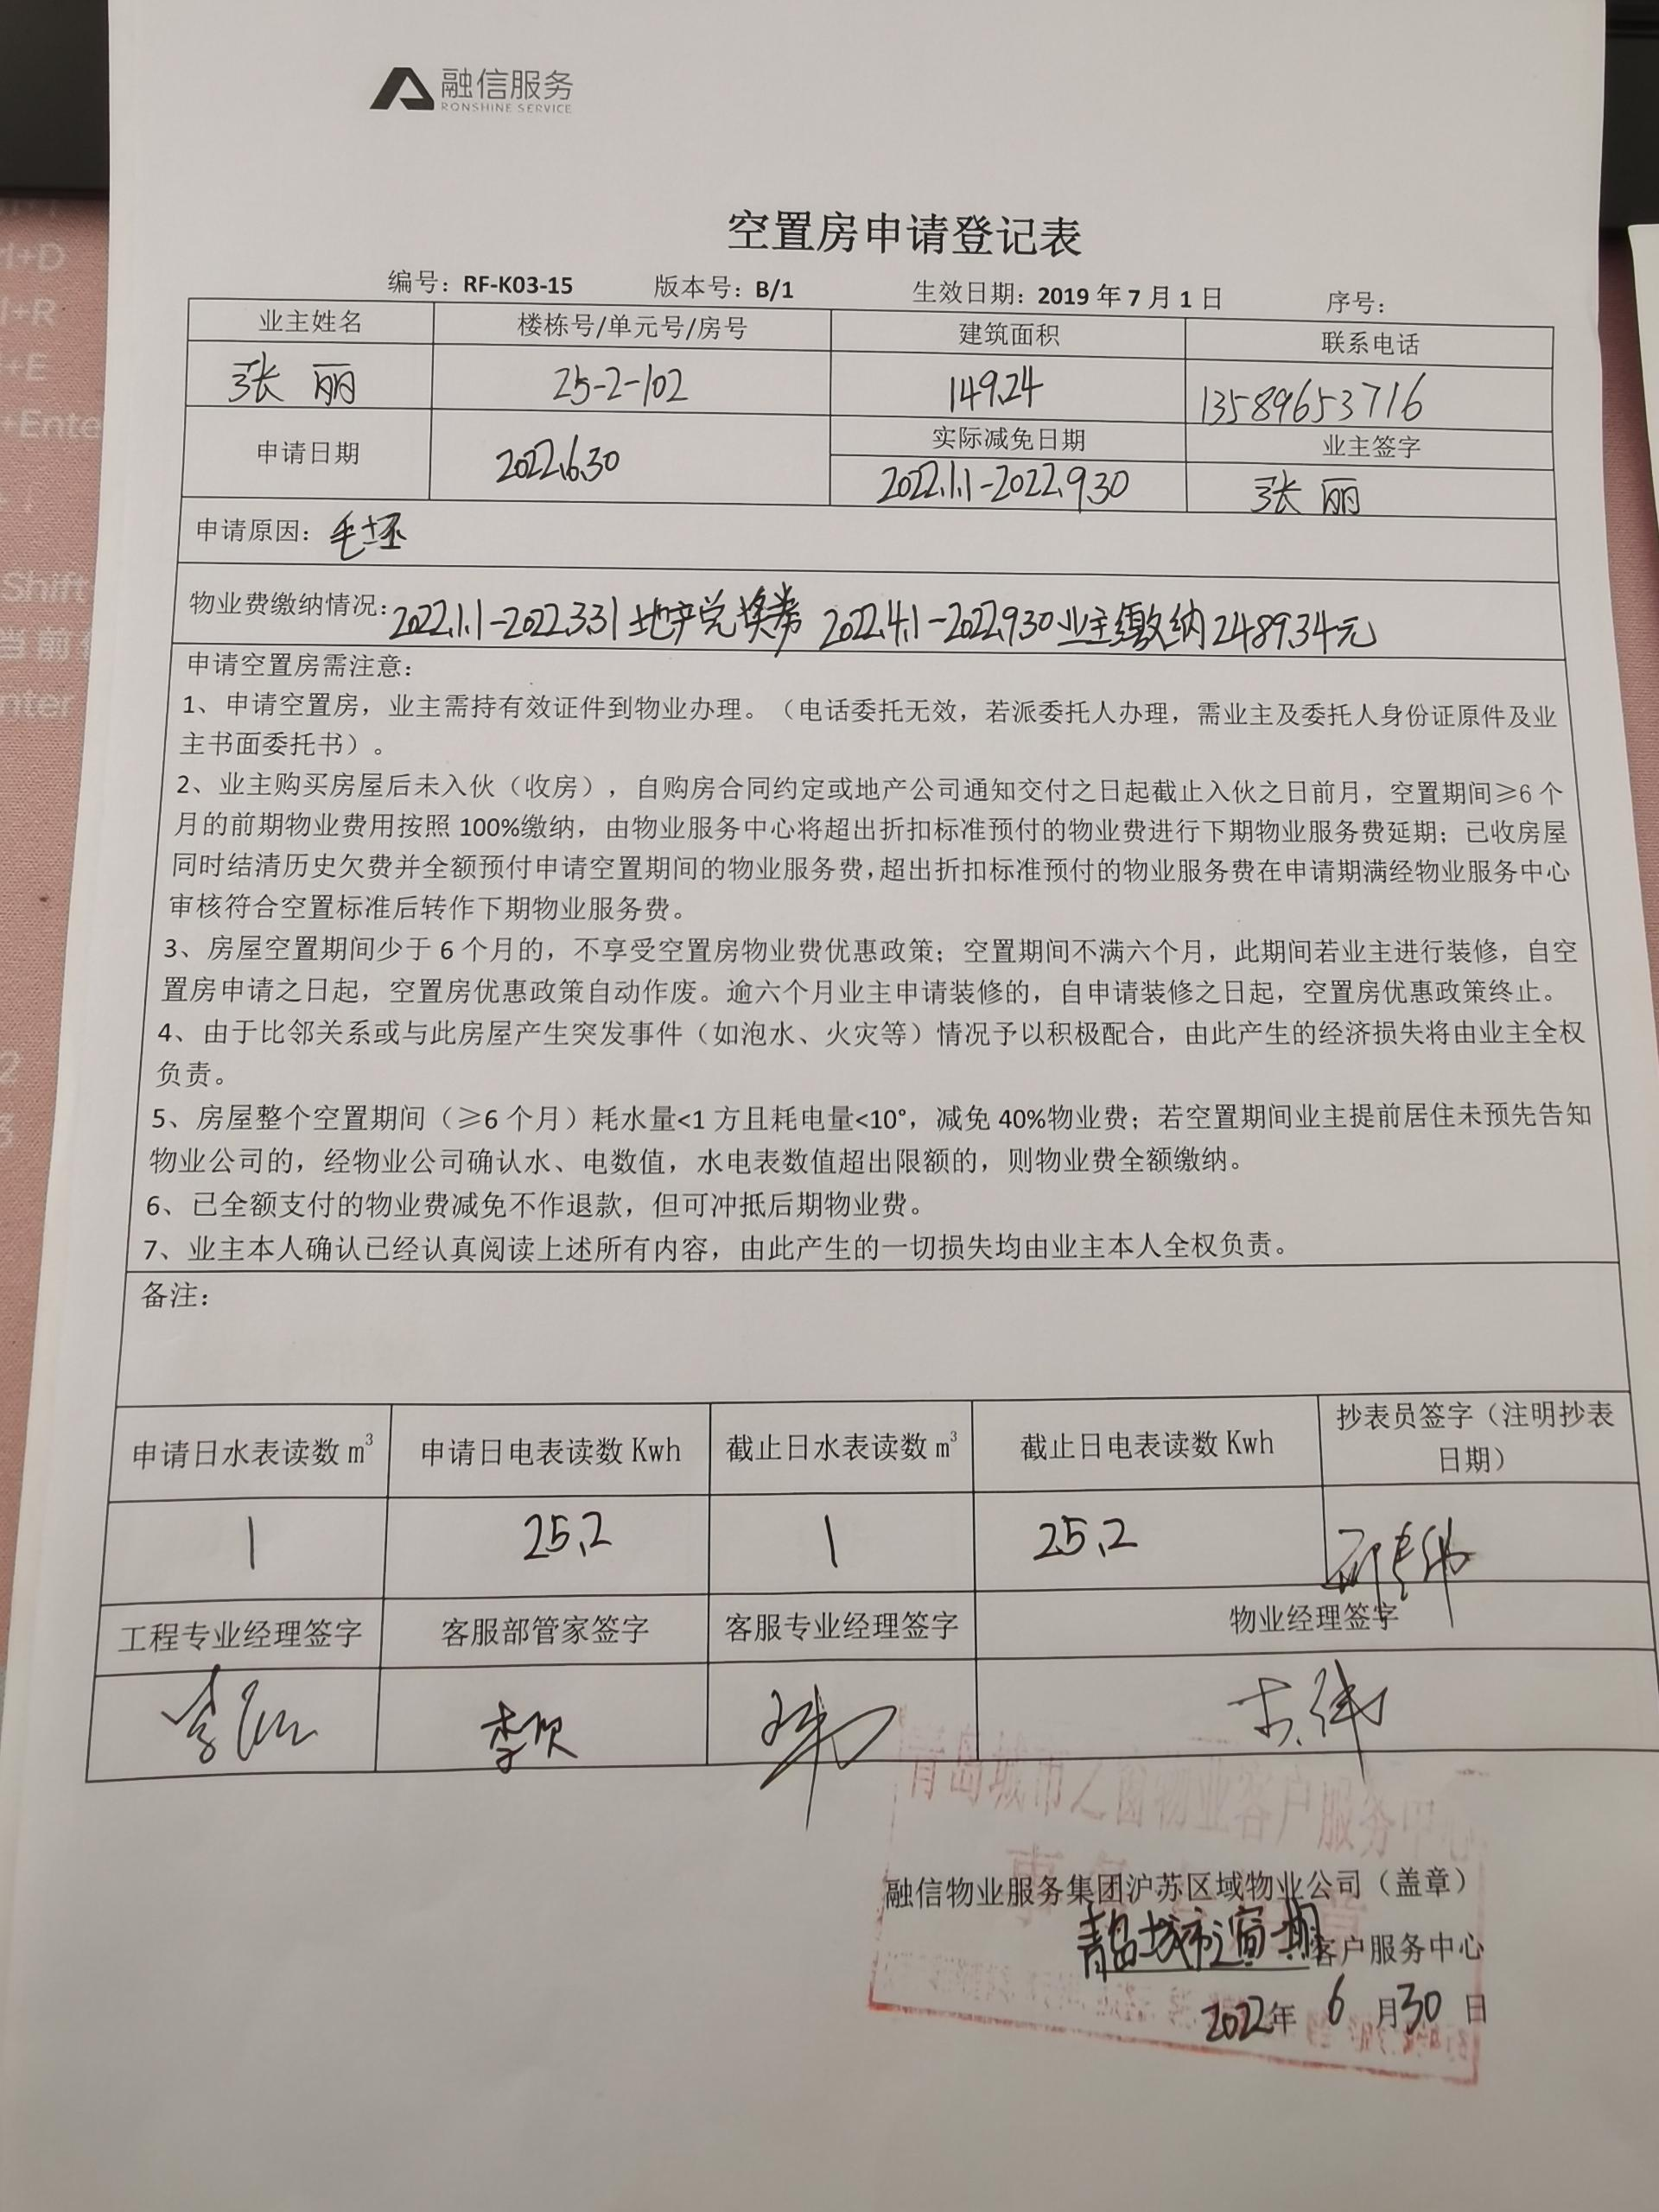 融信服务
RONSHINE SERVICE
空置房申请登记表
编号：RF-K03-15 版本号：B/1 生效日期：2019年7月1日 序号：
业主姓名 楼栋号/单元号/房号 建筑面积 联系电话
张丽 25-2-102 149.24 13589653716
申请日期 2022.6.30 实际减免日期 业主签字
2022.1.1-2022.9.30 张丽
申请原因：毛坯
物业费缴纳情况：2022.1.1-2022.3.31地产兑换券 2022.4.1-2022.9.30业主缴纳2489.34元
申请空置房需注意：
1、申请空置房，业主需持有效证件到物业办理。（电话委托无效，若派委托人办理，需业主及委托人身份证原件及业
主书面委托书）。
2、业主购买房屋后未入伙（收房），自购房合同约定或地产公司通知交付之日起截止入伙之日前月，空置期间≥6个
月的前期物业费用按照100%缴纳，由物业服务中心将超出折扣标准预付的物业费进行下期物业服务费延期；已收房屋
同时结清历史欠费并全额预付申请空置期间的物业服务费，超出折扣标准预付的物业服务费在申请期满经物业服务中心
审核符合空置标准后转作下期物业服务费。
3、房屋空置期间少于6个月的，不享受空置房物业费优惠政策；空置期间不满六个月，此期间若业主进行装修，自空
置房申请之日起，空置房优惠政策自动作废。逾六个月业主申请装修的，自申请装修之日起，空置房优惠政策终止。
4、由于比邻关系或与此房屋产生突发事件（如泡水、火灾等）情况予以积极配合，由此产生的经济损失将由业主全权
负责。
5、房屋整个空置期间（≥6个月）耗水量<1方且耗电量<10°，减免40%物业费；若空置期间业主提前居住未预先告知
物业公司的，经物业公司确认水、电数值，水电表数值超出限额的，则物业费全额缴纳。
6、已全额支付的物业费减免不作退款，但可冲抵后期物业费。
7、业主本人确认已经认真阅读上述所有内容，由此产生的一切损失均由业主本人全权负责。
备注：
申请日水表读数m³ 申请日电表读数Kwh 截止日水表读数m³ 截止日电表读数Kwh 抄表员签字（注明抄表
日期）
1 25.2 1 25.2
工程专业经理签字 客服部管家签字 客服专业经理签字 物业经理签字
李欣
青岛城市之窗物业客户服务中心
融信物业服务集团沪苏区域物业公司（盖章）
青岛城市之窗一期客户服务中心
2022年6月30日